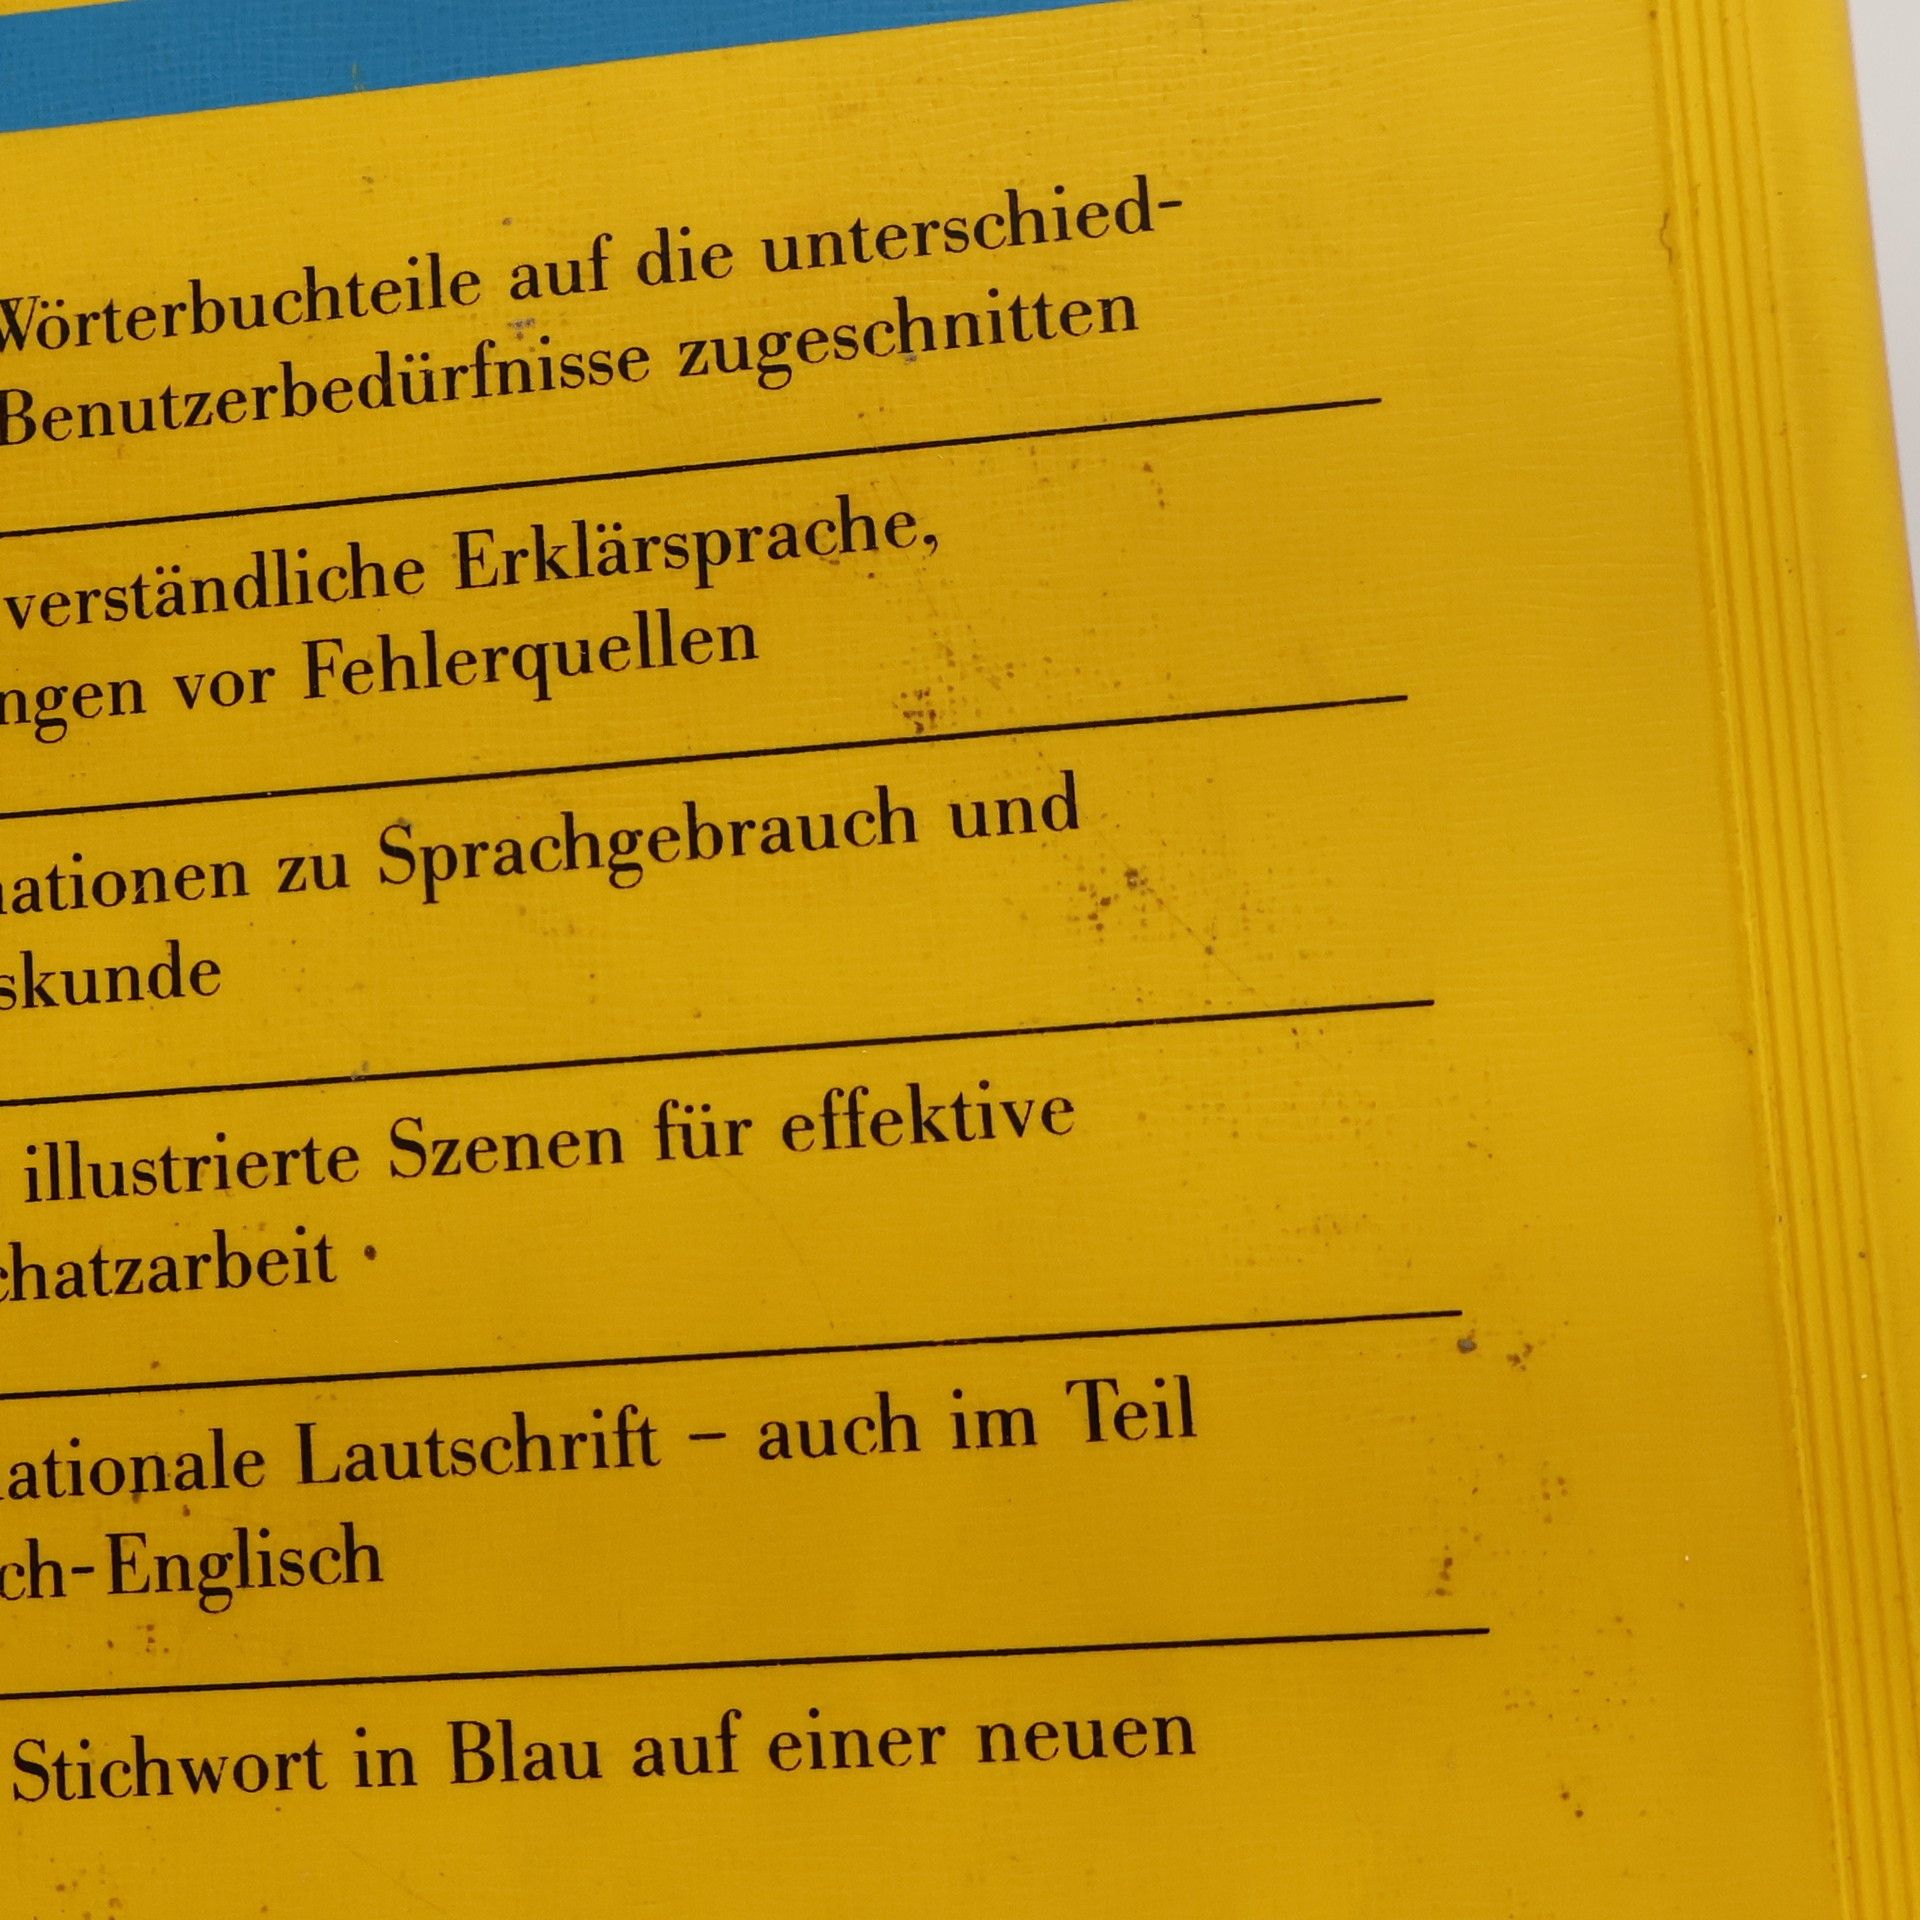 Wörterbuchteile auf die unterschied-
Benutzerbedürfnisse zugeschnitten
verständliche Erklärsprache,
ngen vor Fehlerquellen
ationen zu Sprachgebrauch und
skunde
illustrierte Szenen für effektive
chatzarbeit
ationale Lautschrift – auch im Teil
ch-Englisch
Stichwort in Blau auf einer neuen